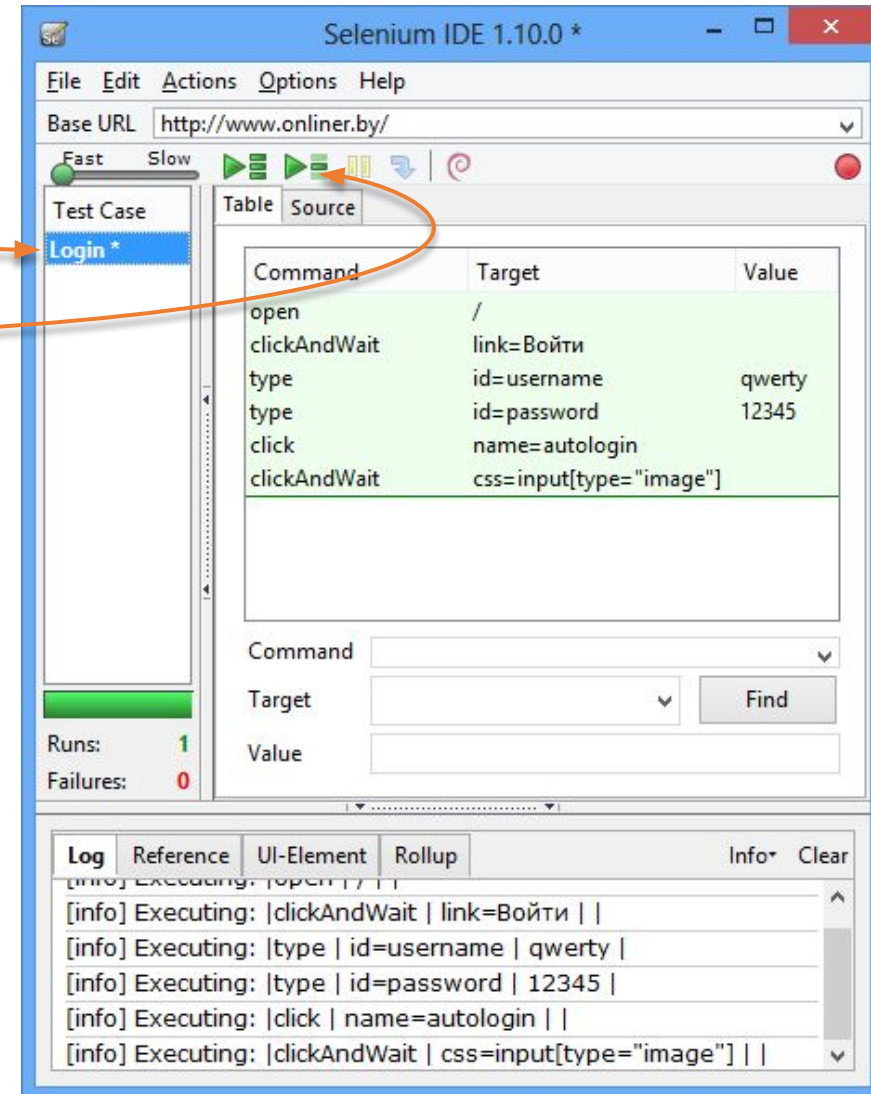 Selenium IDE 1.10.0 *
File Edit Actions Options Help
Base URL http://www.onliner.by/
Fast Slow
Test Case
Login *
Table Source
Command Target Value
open /
clickAndWait link=Войти
type id=username qwerty
type id=password 12345
click name=autologin
clickAndWait css=input[type="image"]
Command
Target Find
Value
Runs: 1
Failures: 0
Log Reference UI-Element Rollup Info Clear
[info] Executing: |open | / | |
[info] Executing: |clickAndWait | link=Войти | |
[info] Executing: |type | id=username | qwerty |
[info] Executing: |type | id=password | 12345 |
[info] Executing: |click | name=autologin | |
[info] Executing: |clickAndWait | css=input[type="image"] | |